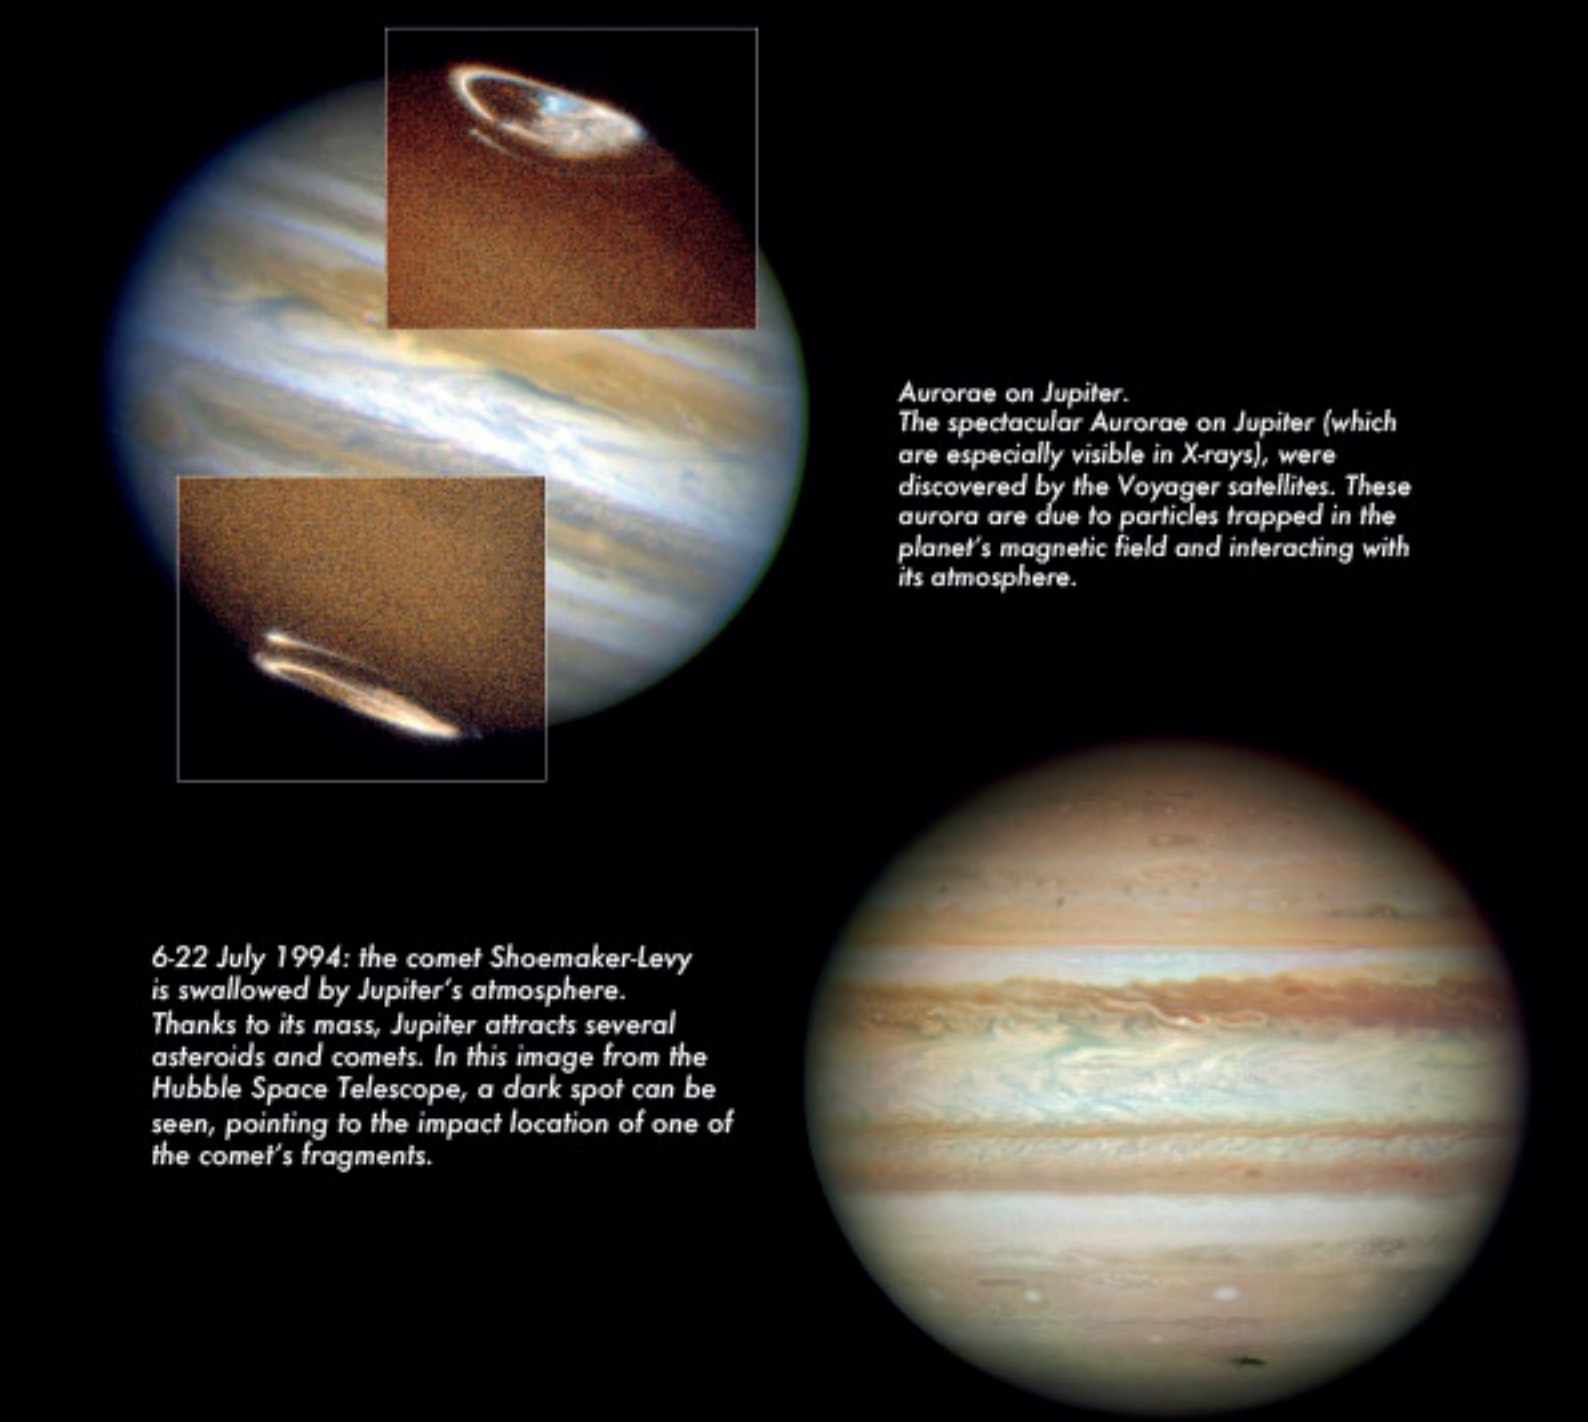 Aurorae on Jupiter.
The spectacular Aurorae on Jupiter (which
are especially visible in X-rays), were
discovered by the Voyager satellites. These
aurora are due to particles trapped in the
planet's magnetic field and interacting with
its atmosphere.
6-22 July 1994: the comet Shoemaker-Levy
is swallowed by Jupiter's atmosphere.
Thanks to its mass, Jupiter attracts several
asteroids and comets. In this image from the
Hubble Space Telescope, a dark spot can be
seen, pointing to the impact location of one of
the comet's fragments.